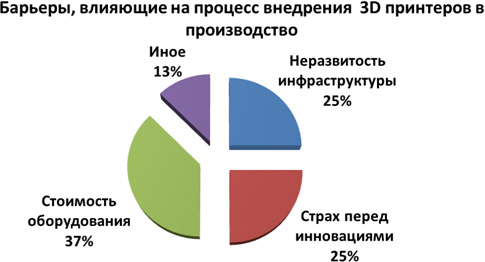 Барьеры, влияющие на процесс внедрения 3D принтеров в
производство
Иное
13%
Неразвитость
инфраструктуры
25%
Стоимость
оборудования
37%
Страх перед
инновациями
25%